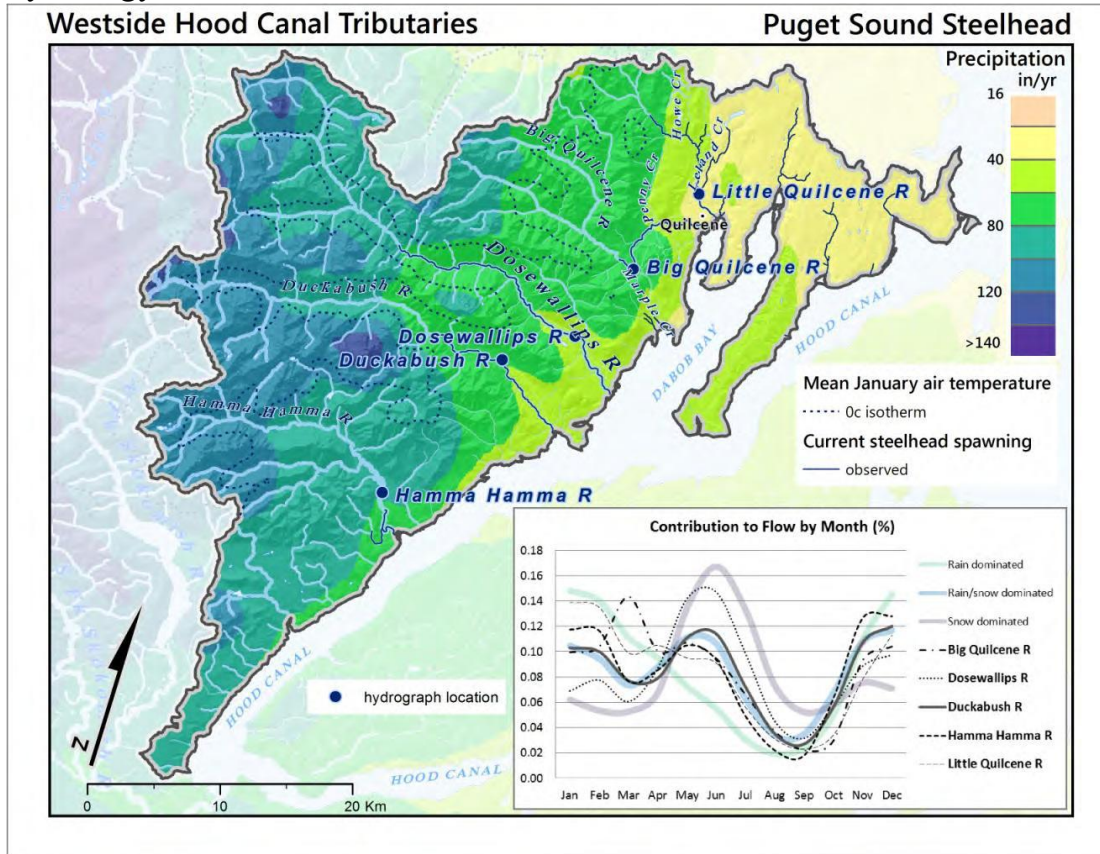 Westside Hood Canal Tributaries
Puget Sound Steelhead
Precipitation
in/yr
16
40
80
120
>140
Howe Cr
Leland Cr
Penny Cr
Big Quilcene R
Little Quilcene R
Quilcene
Big Quilcene R
Marple Cr
Dosewallips R
Duckabush R
Dosewallips R
Duckabush R
Hamma Hamma R
Hamma Hamma R
DABOB BAY
HOOD CANAL
HOOD CANAL
HOOD CANAL
Mean January air temperature
0c isotherm
Current steelhead spawning
observed
hydrograph location
N
0
10
20 Km
Contribution to Flow by Month (%)
0.18
0.16
0.14
0.12
0.10
0.08
0.06
0.04
0.02
0.00
Jan Feb Mar Apr May Jun Jul Aug Sep Oct Nov Dec
Rain dominated
Rain/snow dominated
Snow dominated
Big Quilcene R
Dosewallips R
Duckabush R
Hamma Hamma R
Little Quilcene R